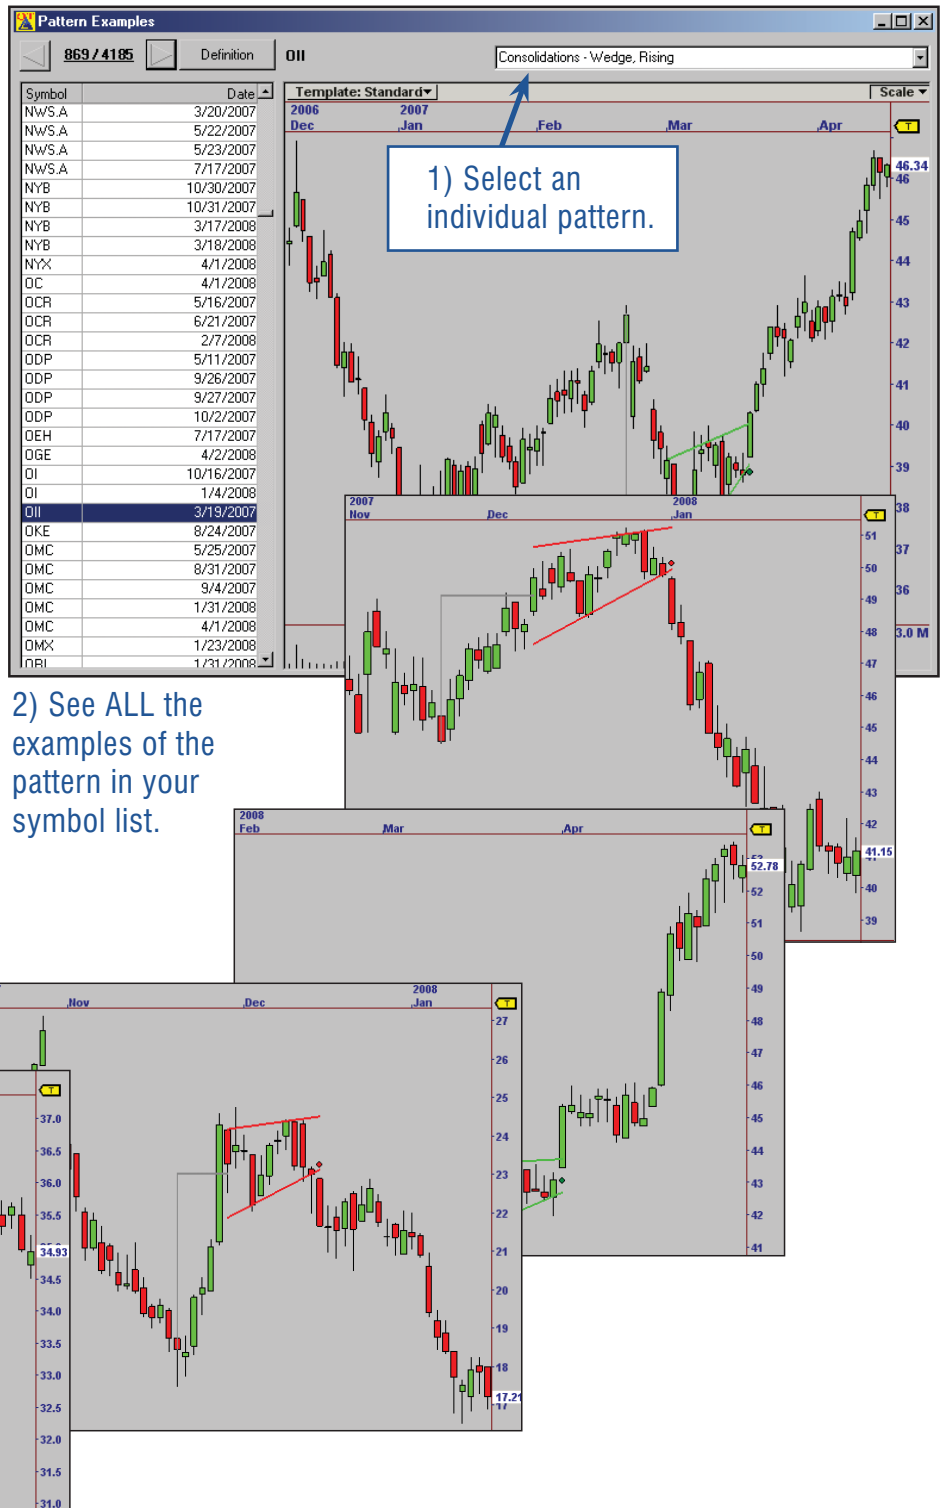 Pattern Examples
869 / 4185
Definition
OII
Consolidations - Wedge, Rising
Symbol Date
NWS.A 3/20/2007
NWS.A 5/22/2007
NWS.A 5/23/2007
NWS.A 7/17/2007
NYB 10/30/2007
NYB 10/31/2007
NYB 3/17/2008
NYB 3/18/2008
NYX 4/1/2008
OC 4/1/2008
OCR 5/16/2007
OCR 6/21/2007
OCR 2/7/2008
ODP 5/11/2007
ODP 9/26/2007
ODP 9/27/2007
ODP 10/2/2007
OEH 7/17/2007
OGE 4/2/2008
OI 10/16/2007
OI 1/4/2008
OII 3/19/2007
OKE 8/24/2007
OMC 5/25/2007
OMC 8/31/2007
OMC 9/4/2007
OMC 1/31/2008
OMC 4/1/2008
OMX 1/23/2008
1/31/2008
Template: Standard
Scale
2006 2007
Dec ,Jan ,Feb ,Mar ,Apr
T
46.34
46
45
44
43
42
41
40
39
38
37
36
3.0 M
1) Select an
individual pattern.
2007 2008
Nov ,Dec ,Jan
T
51
50
49
48
47
46
45
44
43
42
41.15
40
39
2) See ALL the
examples of the
pattern in your
symbol list.
2008
Feb ,Mar ,Apr
T
52.78
52
51
50
49
48
47
46
45
44
43
42
41
2008
,Nov ,Dec ,Jan
T
27
26
25
24
23
22
21
20
19
18
17.21
17
T
37.0
36.5
36.0
35.5
34.93
34.5
34.0
33.5
33.0
32.5
32.0
31.5
31.0